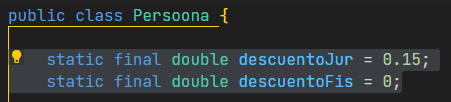 public class Persoona {
static final double descuentoJur = 0.15;
static final double descuentoFis = 0;